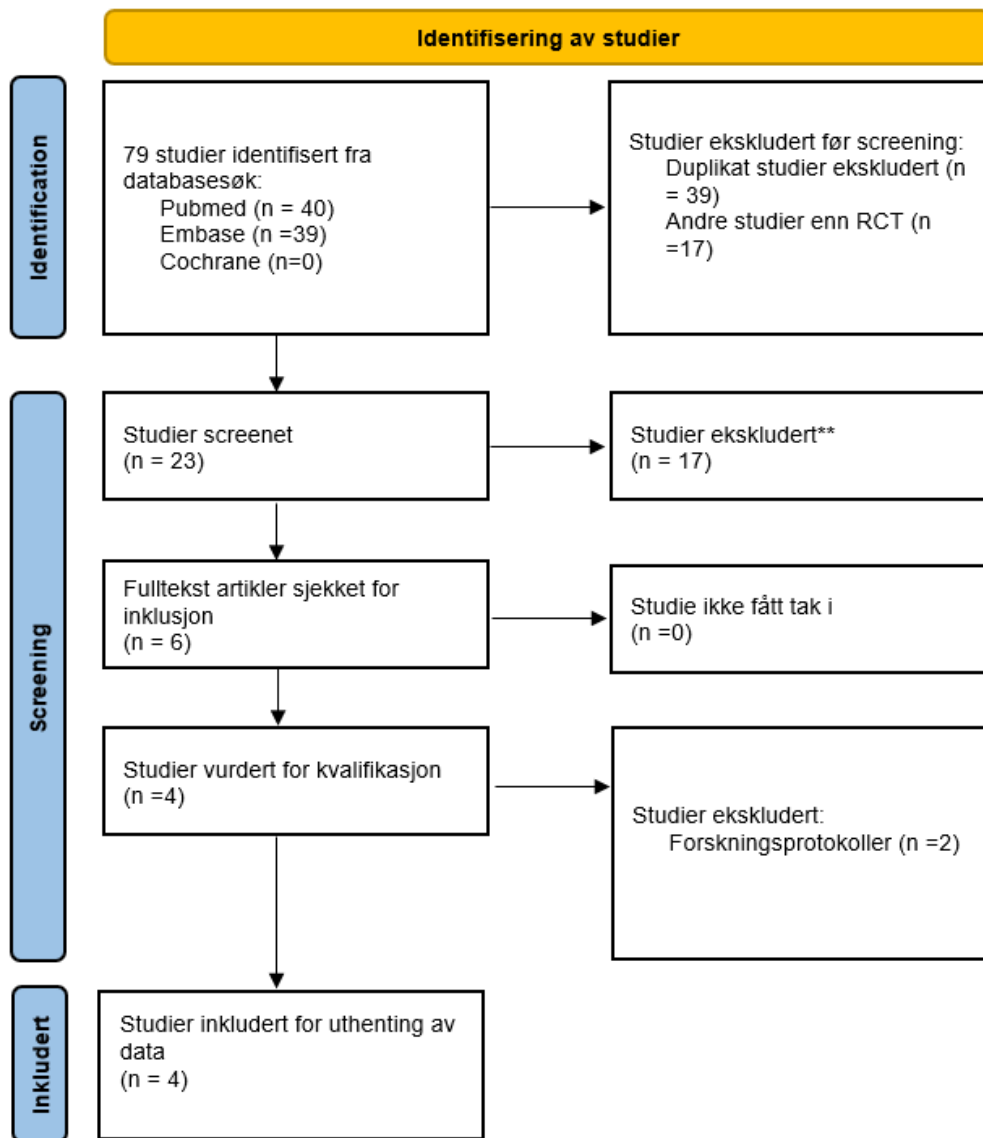 Identifisering av studier
Identification
79 studier identifisert fra
databasesøk:
Pubmed (n = 40)
Embase (n =39)
Cochrane (n=0)
Studier ekskludert før screening:
Duplikat studier ekskludert (n
= 39)
Andre studier enn RCT (n
=17)
Screening
Studier screenet
(n = 23)
Studier ekskludert**
(n = 17)
Fulltekst artikler sjekket for
inklusjon
(n = 6)
Studie ikke fått tak i
(n =0)
Studier vurdert for kvalifikasjon
(n =4)
Studier ekskludert:
Forskningsprotokoller (n =2)
Inkludert
Studier inkludert for uthenting av
data
(n = 4)